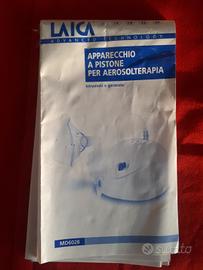 LAICA
ADVANCED TECHNOLOGY
APPARECCHIO
A PISTONE
PER AEROSOLTERAPIA
istruzioni e garanzia
MD6026
subito